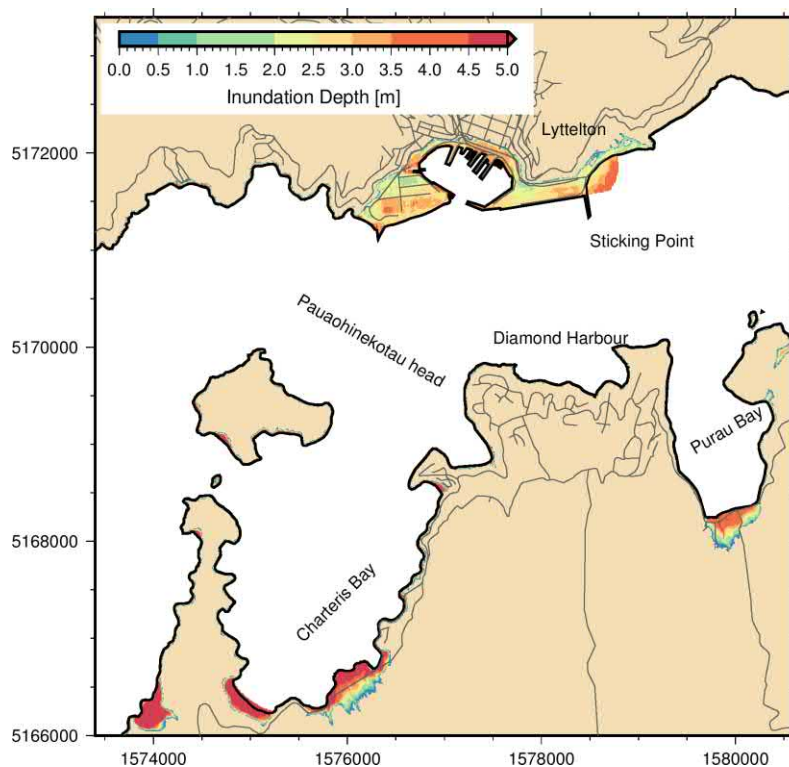 0.0 0.5 1.0 1.5 2.0 2.5 3.0 3.5 4.0 4.5 5.0
Inundation Depth [m]
Lyttelton
5172000
Sticking Point
Pauaohinekotau head
Diamond Harbour
5170000
Purau Bay
5168000
Charteris Bay
5166000
1574000 1576000 1578000 1580000